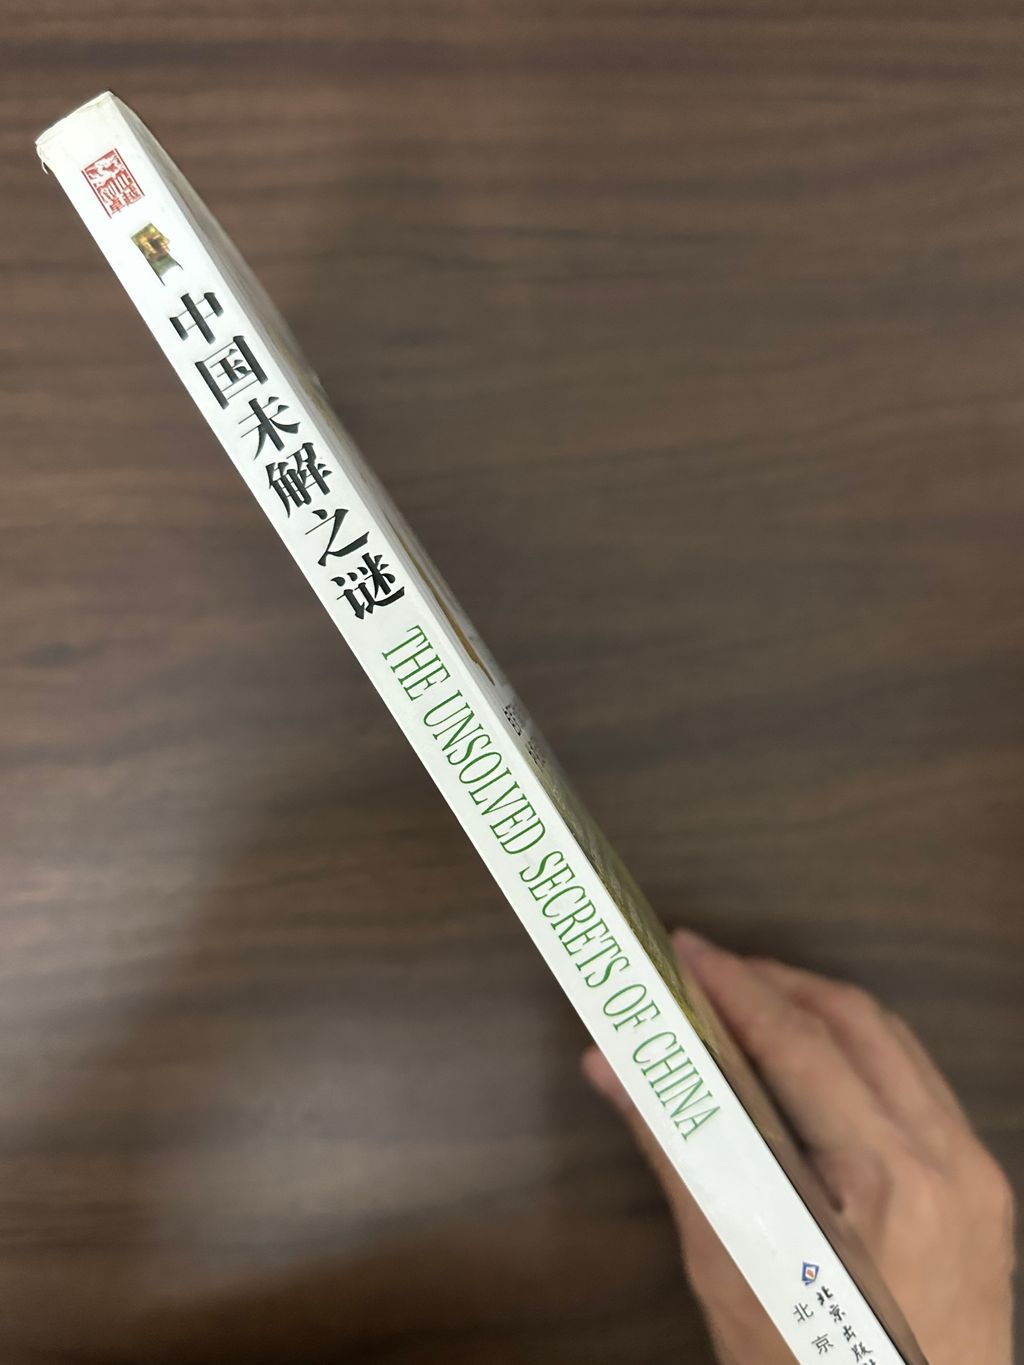 中国未解之谜
THE UNSOLVED SECRETS OF CHINA
北京出版
北京